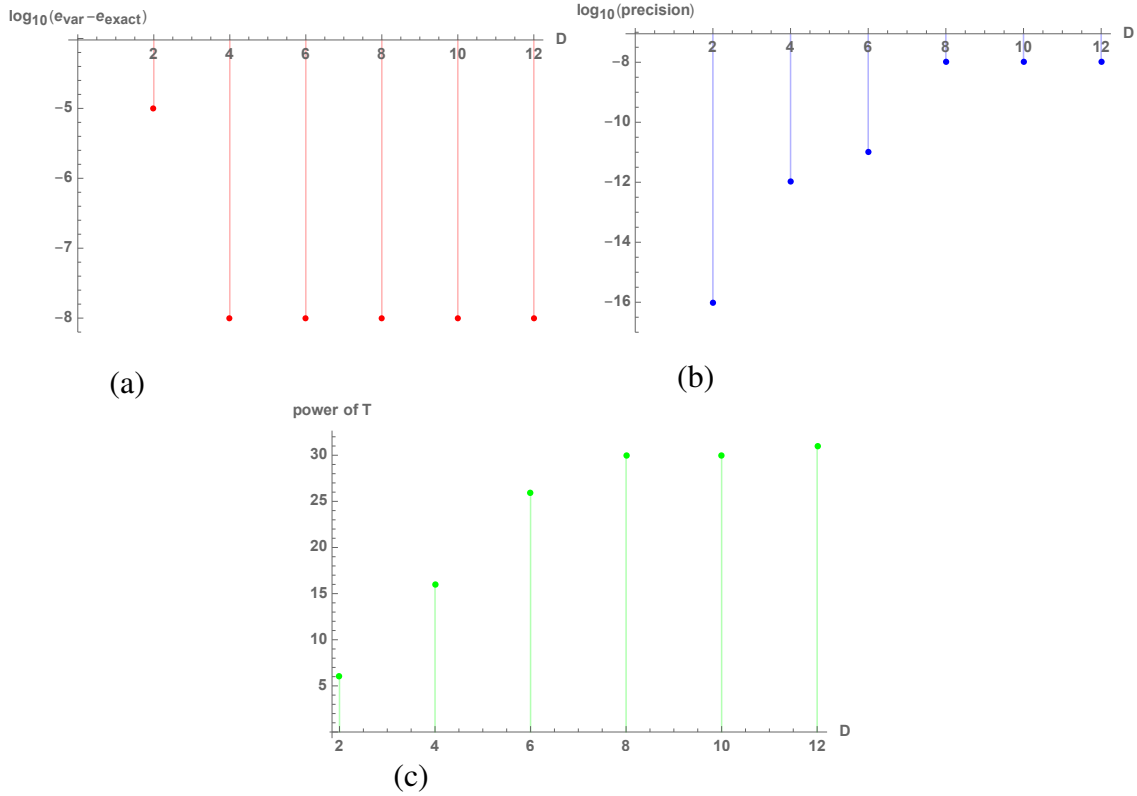 log₁₀(e_var−e_exact)
D
2 4 6 8 10 12
−5
−6
−7
−8
(a)
log₁₀(precision)
D
2 4 6 8 10 12
−8
−10
−12
−14
−16
(b)
power of T
30
25
20
15
10
5
2 4 6 8 10 12
D
(c)